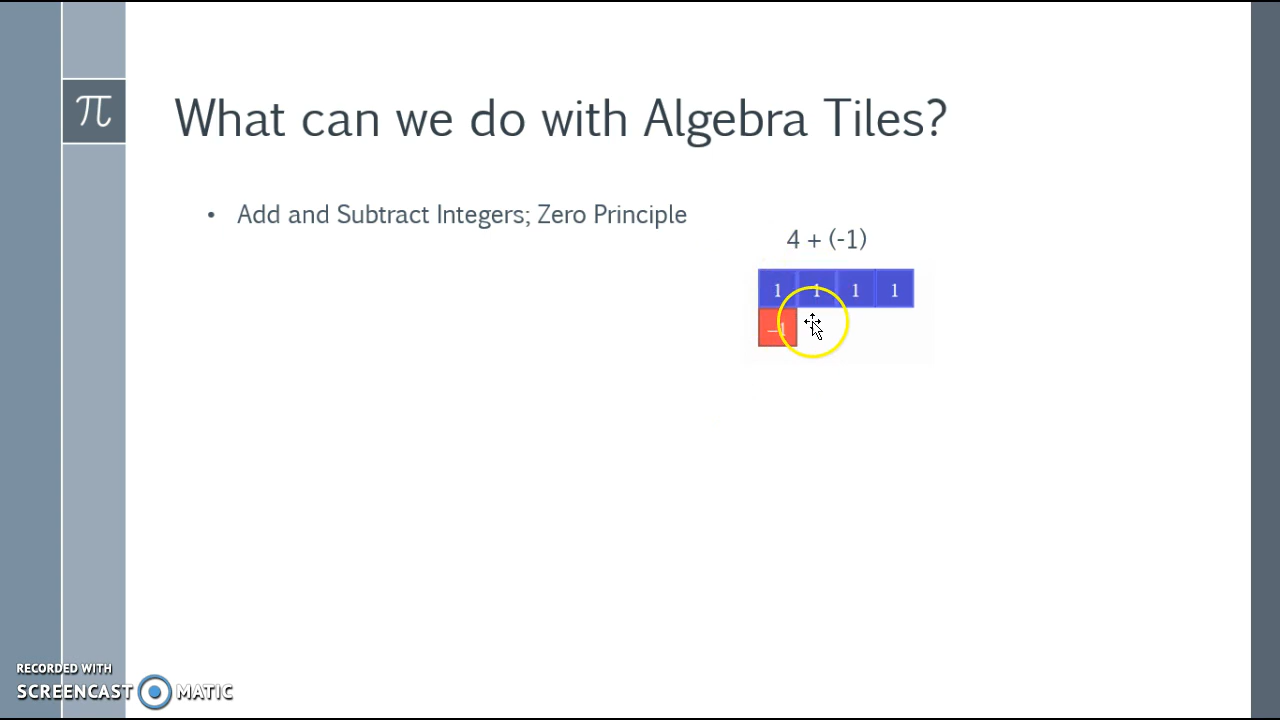 π
What can we do with Algebra Tiles?
• Add and Subtract Integers; Zero Principle
4 + (-1)
1 1 1 1
−1
RECORDED WITH
SCREENCAST MATIC